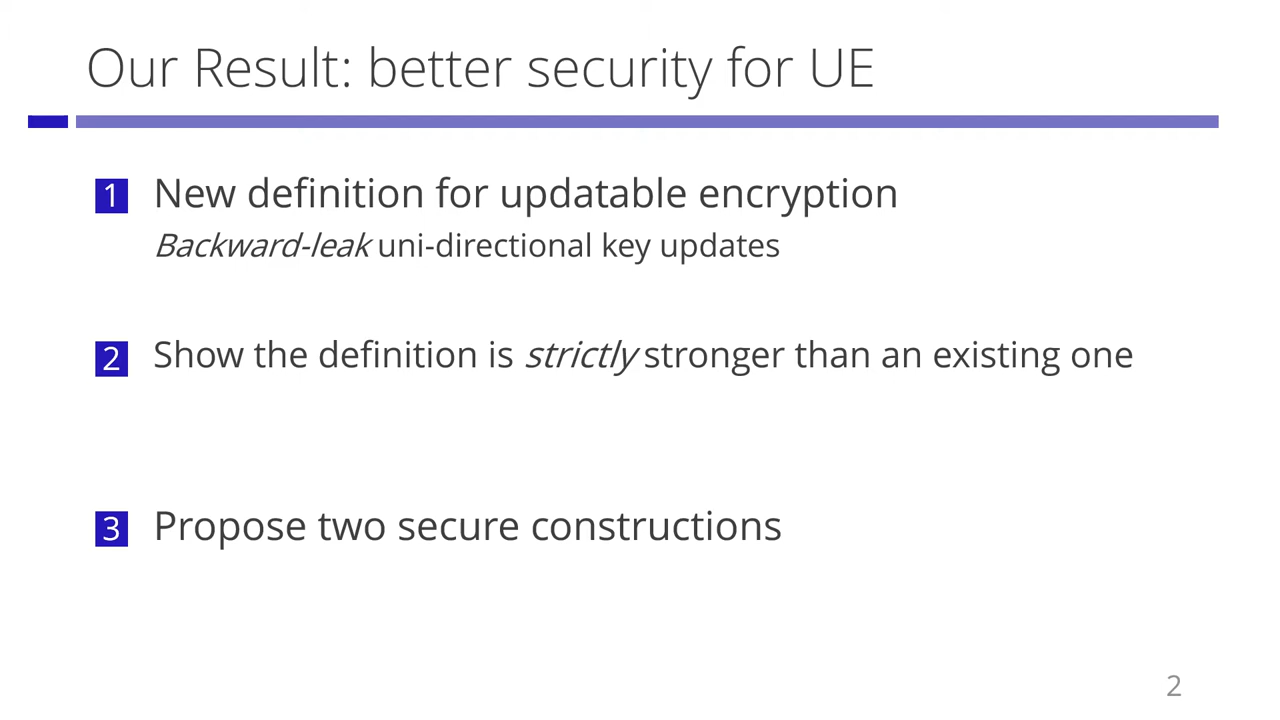 Our Result: better security for UE
1 New definition for updatable encryption
Backward-leak uni-directional key updates
2 Show the definition is strictly stronger than an existing one
3 Propose two secure constructions
2